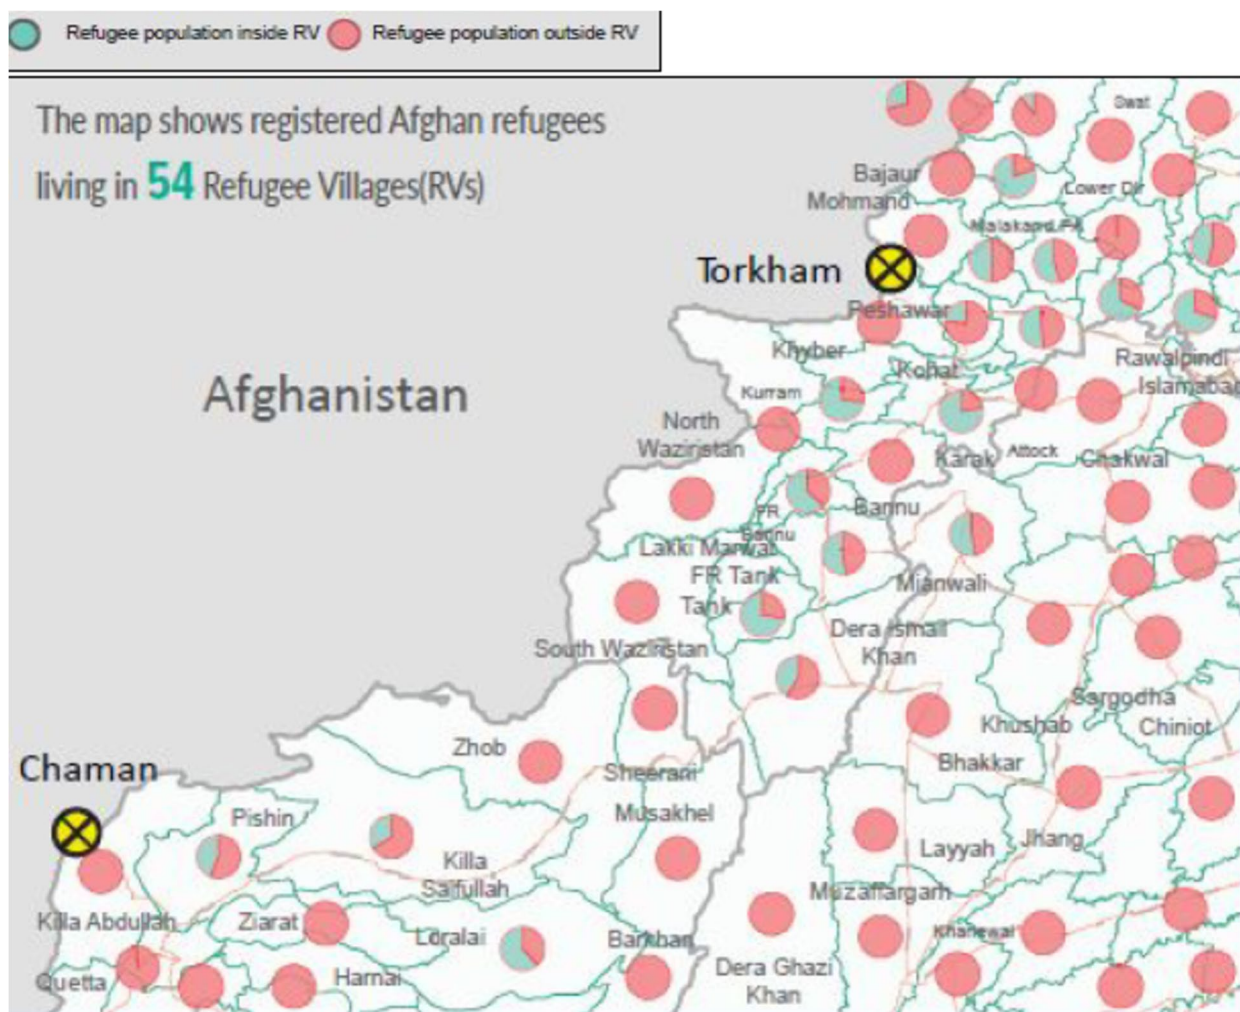 Refugee population inside RV Refugee population outside RV
The map shows registered Afghan refugees
living in 54 Refugee Villages(RVs)
Swat
Bajaur
Mohmand
Lower Dir
Malakand PA
Torkham
Peshawar
Khyber
Rawalpindi
Kohat
Islamabad
Afghanistan
Kurram
North
Waziristan
Karak
Attock
Chakwal
FR
Bannu
Bannu
Lakki Marwat
FR Tank
Mianwali
Tank
Dera Ismail
Khan
South Waziristan
Sargodha
Khushab
Chiniot
Zhob
Bhakkar
Sheerani
Chaman
Musakhel
Pishin
Jhang
Layyah
Killa
Saifullah
Muzaffargarh
Killa Abdullah
Ziarat
Loralai
Barkhan
Khanewal
Dera Ghazi
Khan
Harnai
Quetta